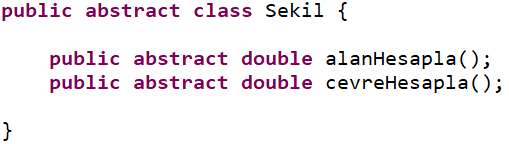 public abstract class Sekil {
public abstract double alanHesapla();
public abstract double cevreHesapla();
}